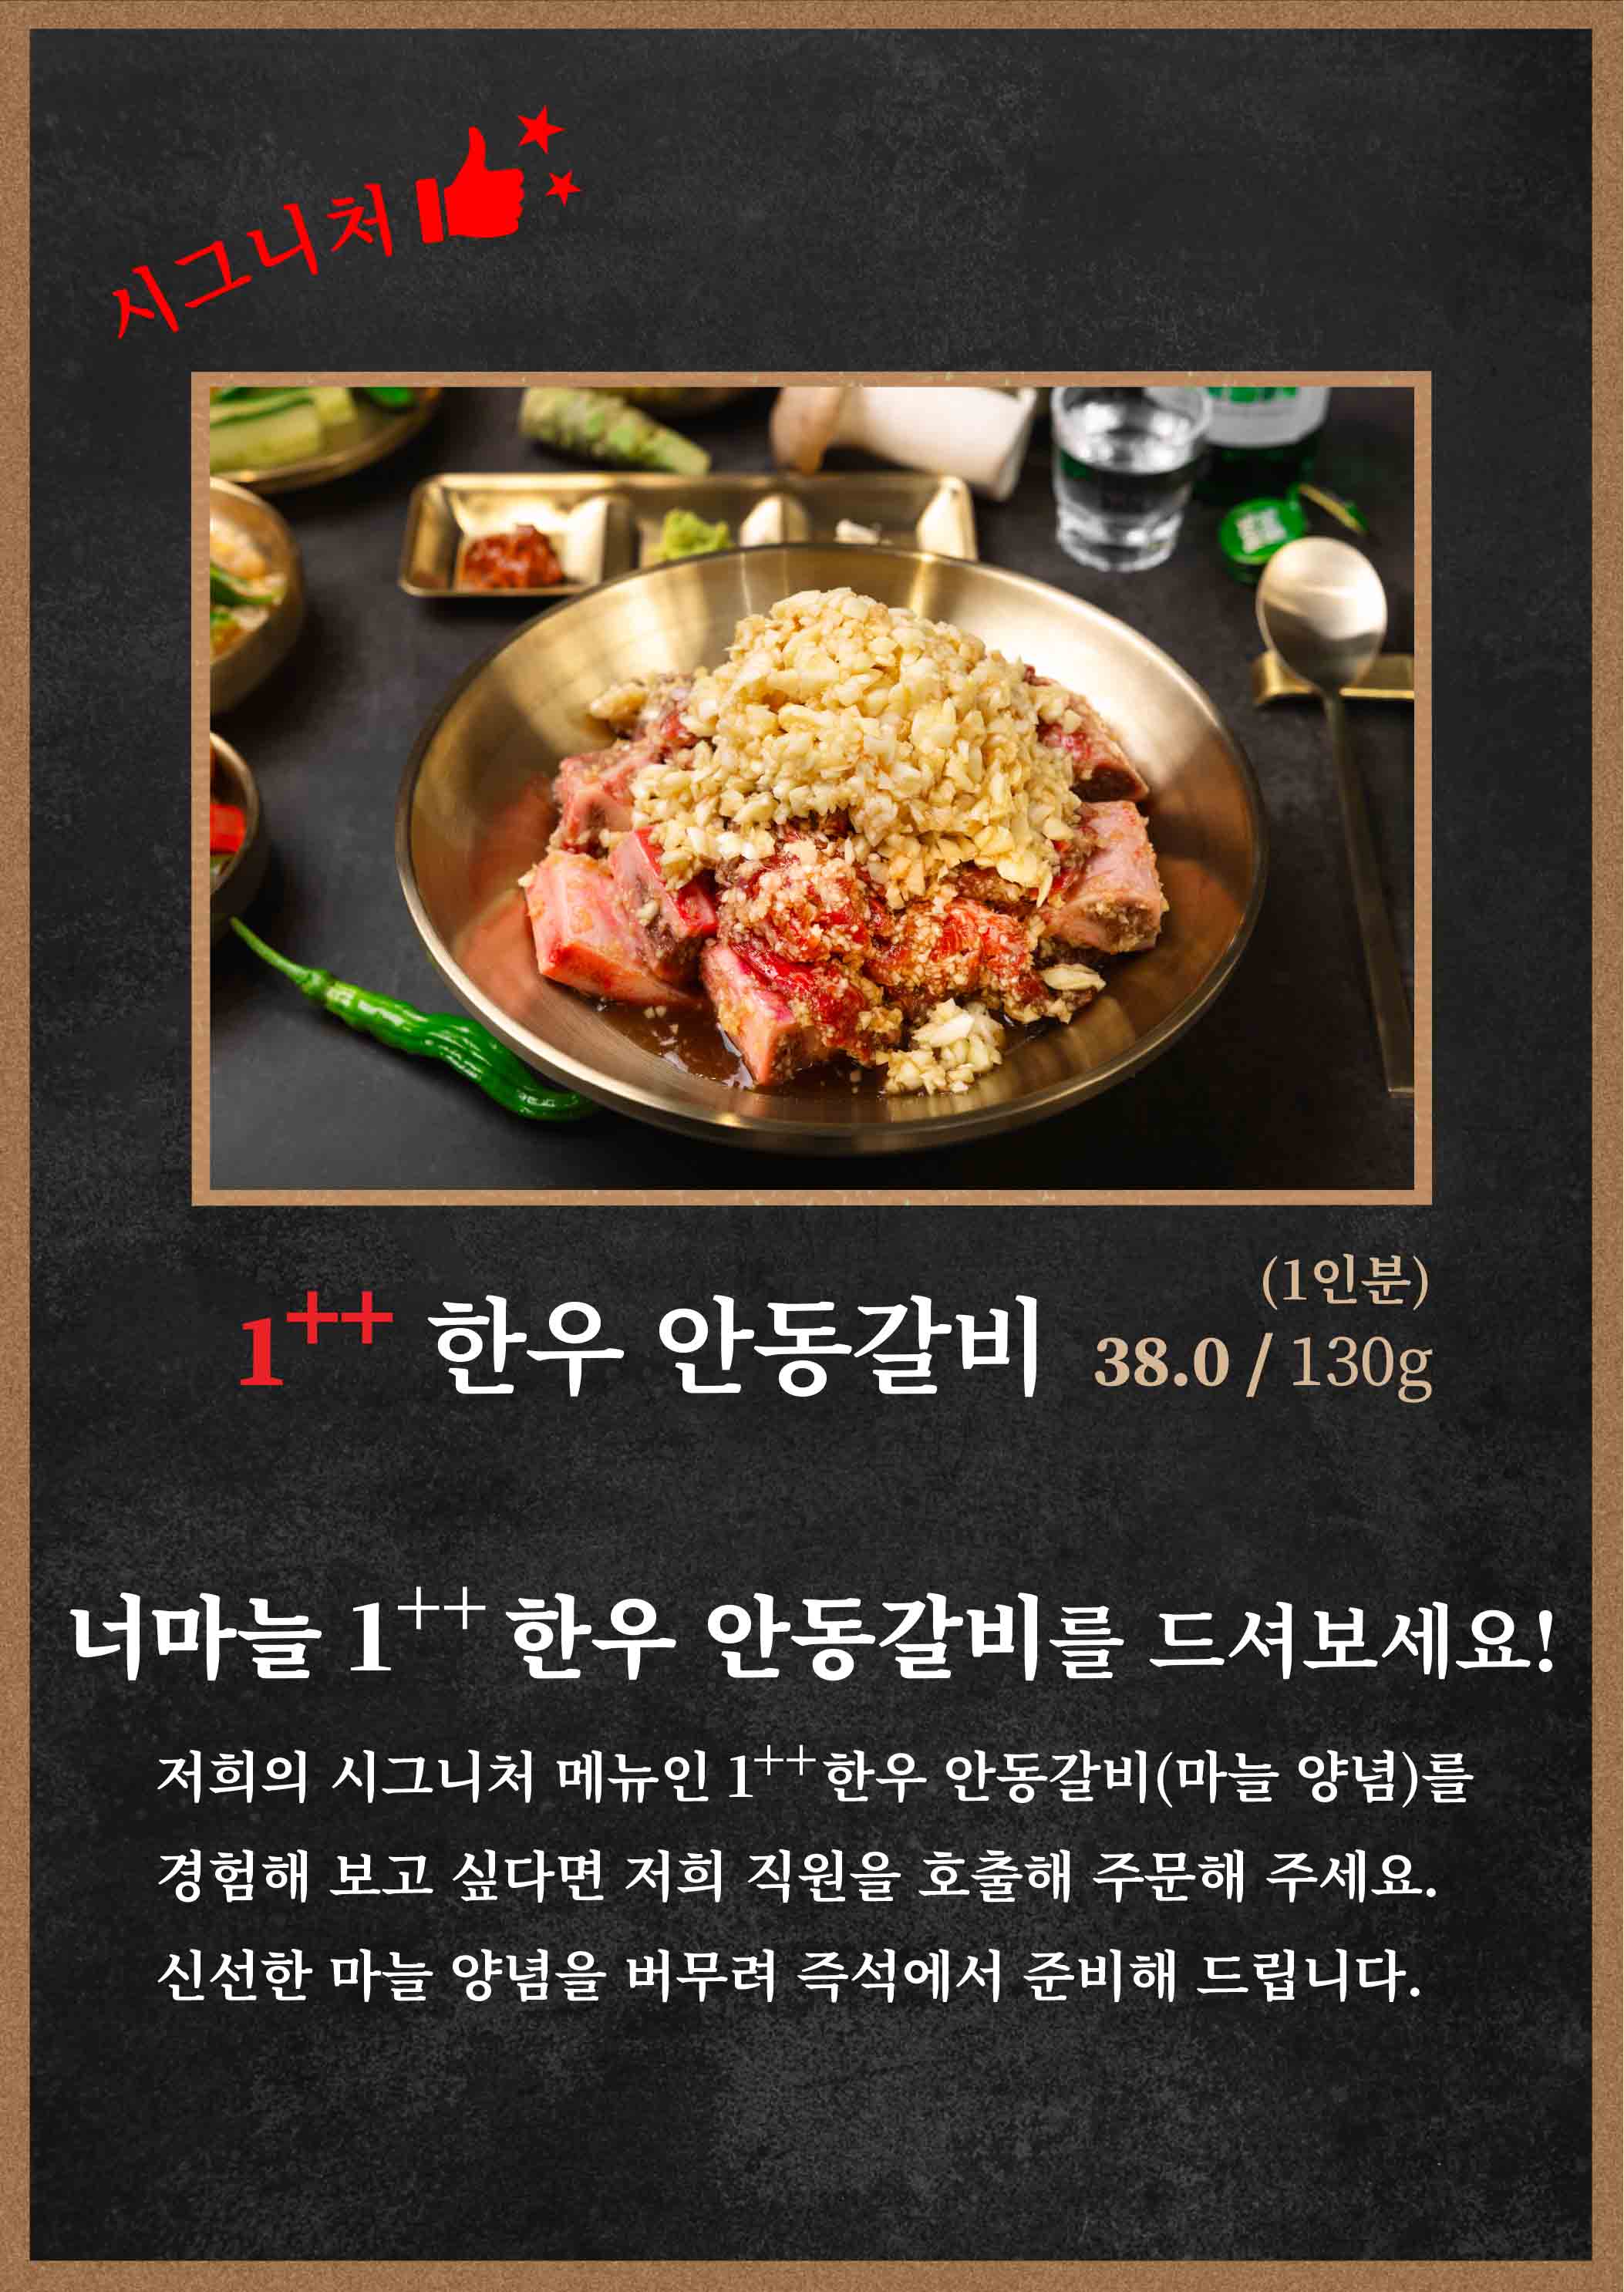 시그니처
1++ 한우 안동갈비
(1인분)
38.0 / 130g
너마늘 1++ 한우 안동갈비를 드셔보세요!
저희의 시그니처 메뉴인 1++한우 안동갈비(마늘 양념)를
경험해 보고 싶다면 저희 직원을 호출해 주문해 주세요.
신선한 마늘 양념을 버무려 즉석에서 준비해 드립니다.